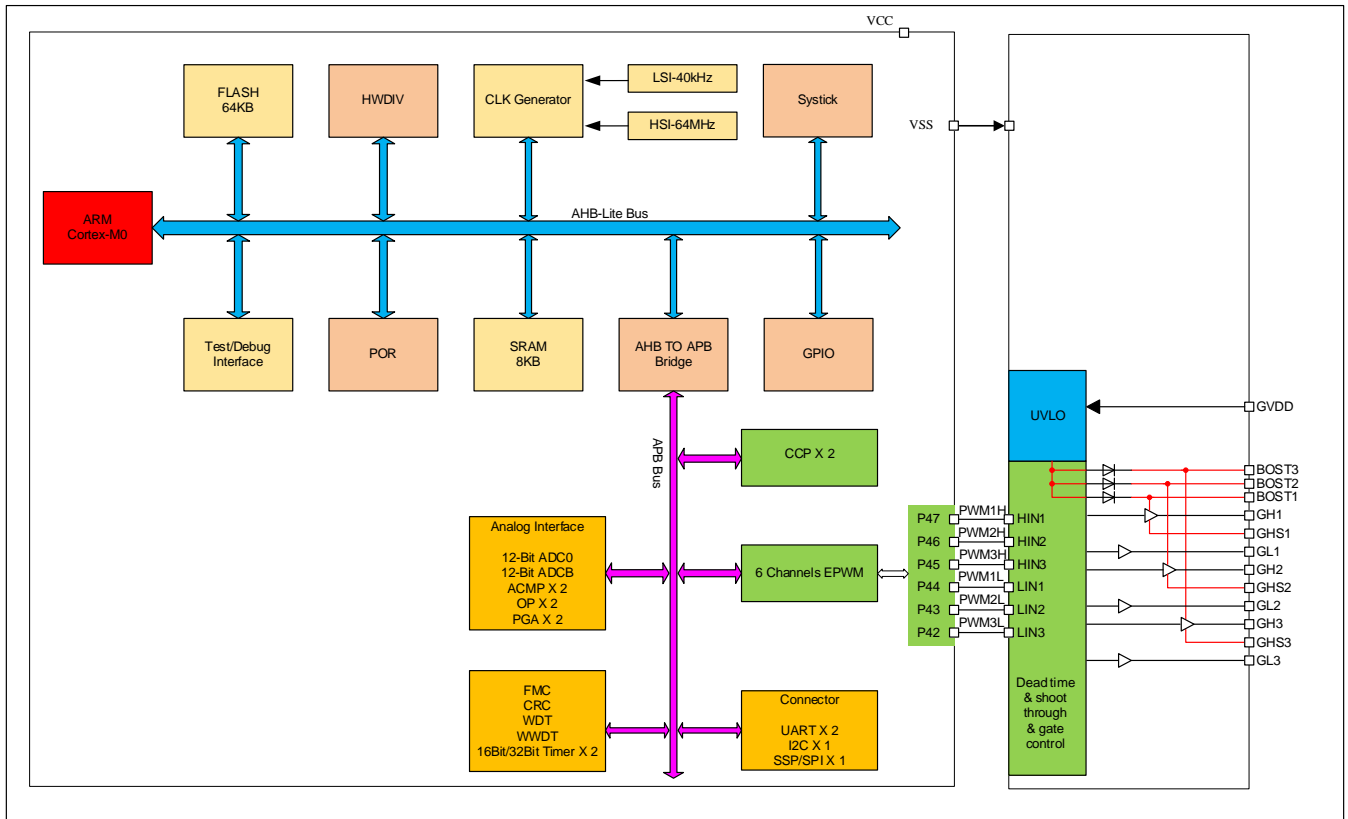 VCC
FLASH
64KB
HWDIV
CLK Generator
LSI-40kHz
HSI-64MHz
Systick
VSS
ARM
Cortex-M0
AHB-Lite Bus
Test/Debug
Interface
POR
SRAM
8KB
AHB TO APB
Bridge
GPIO
UVLO
GVDD
APB Bus
CCP X 2
BOST3
BOST2
BOST1
Analog Interface
12-Bit ADC0
12-Bit ADCB
ACMP X 2
OP X 2
PGA X 2
6 Channels EPWM
P47
PWM1H
HIN1
P46
PWM2H
HIN2
P45
PWM3H
HIN3
P44
PWM1L
LIN1
P43
PWM2L
LIN2
P42
PWM3L
LIN3
GH1
GHS1
GL1
GH2
GHS2
GL2
GH3
GHS3
GL3
Dead time
& shoot
through
& gate
control
FMC
CRC
WDT
WWDT
16Bit/32Bit Timer X 2
Connector
UART X 2
I2C X 1
SSP/SPI X 1